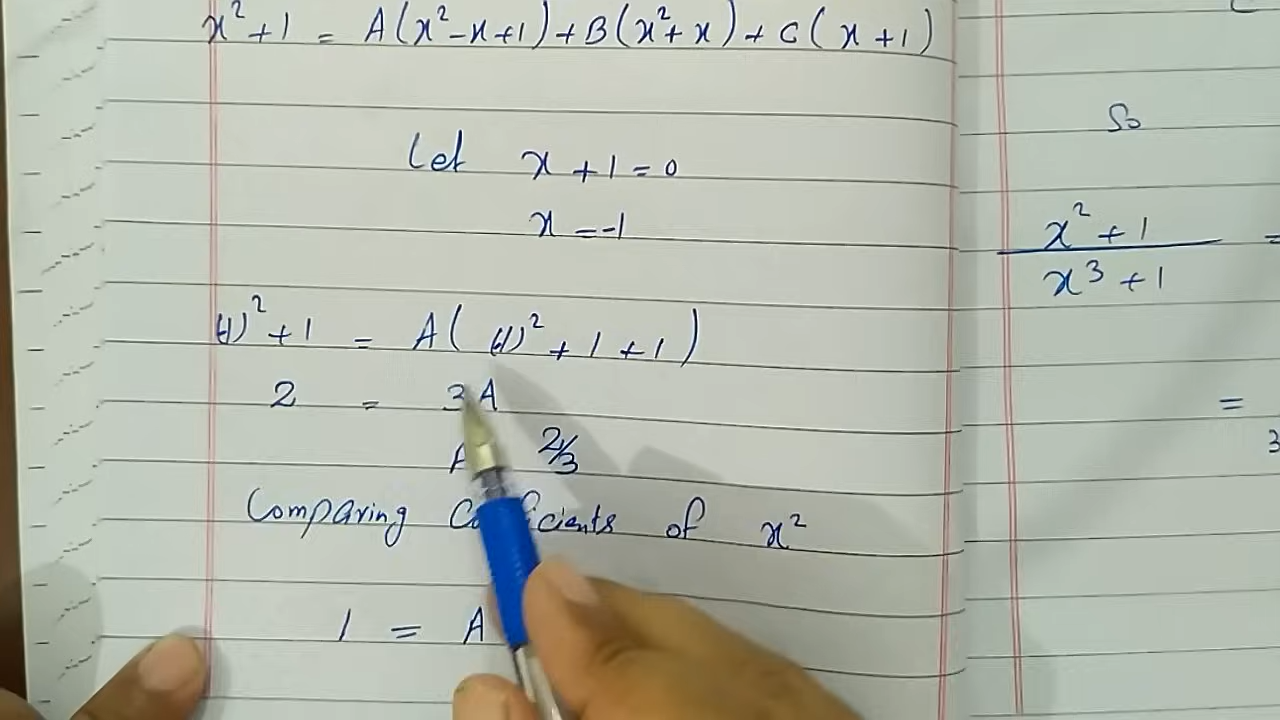 x² + 1 = A(x² - x + 1) + B(x² + x) + C(x + 1)
Let x + 1 = 0
x = -1
(-1)² + 1 = A((-1)² + 1 + 1)
2 = 3A
A 2/3
Comparing of x²
1 = A
So
x² + 1
x³ + 1
=
=
3